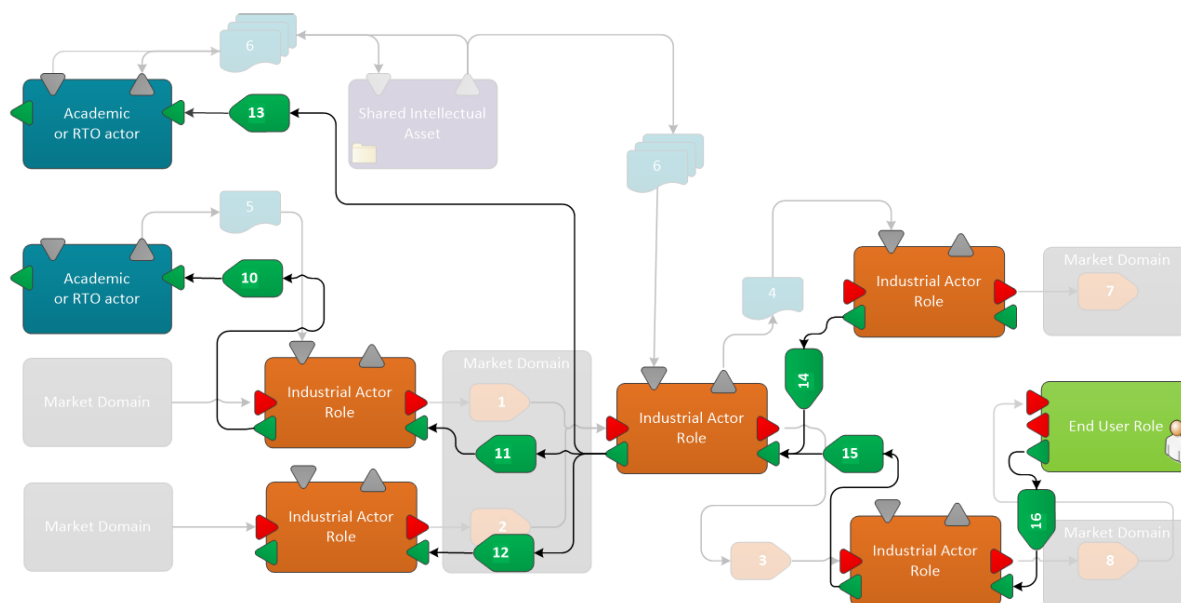 6
Academic
or RTO actor
13
Shared Intellectual
Asset
6
5
Academic
or RTO actor
10
4
Industrial Actor
Role
Market Domain
7
14
Market Domain
Industrial Actor
Role
Market Domain
1
11
Industrial Actor
Role
15
End User Role
Market Domain
Industrial Actor
Role
2
12
3
Industrial Actor
Role
16
Market Domain
8